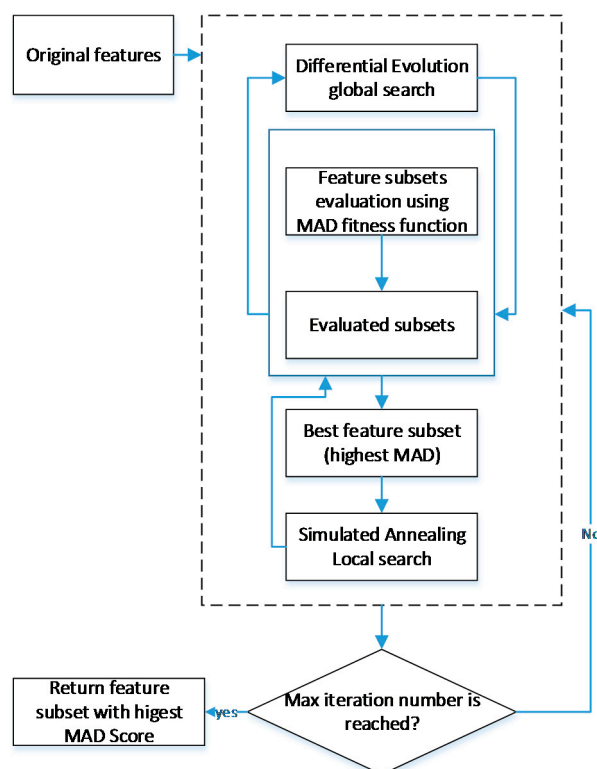 Original features
Differential Evolution
global search
Feature subsets
evaluation using
MAD fitness function
Evaluated subsets
Best feature subset
(highest MAD)
Simulated Annealing
Local search
No
Max iteration number is
reached?
yes
Return feature
subset with higest
MAD Score